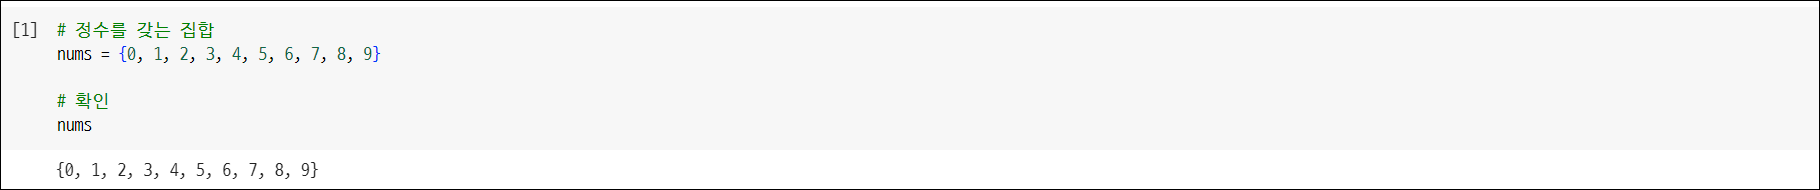 [1] # 정수를 갖는 집합
nums = {0, 1, 2, 3, 4, 5, 6, 7, 8, 9}
# 확인
nums
{0, 1, 2, 3, 4, 5, 6, 7, 8, 9}